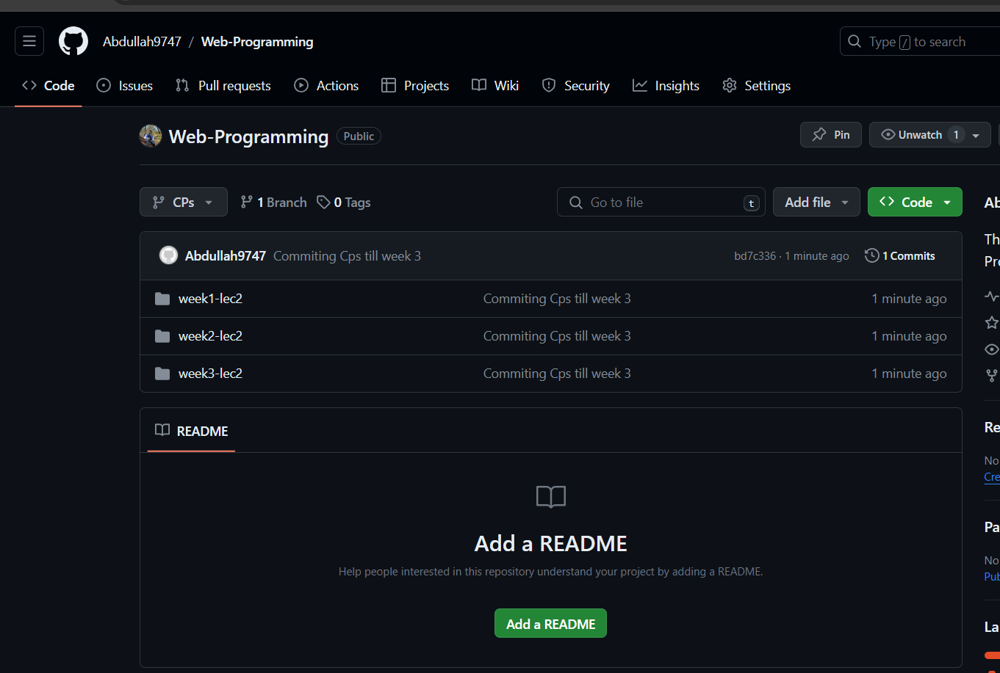 Abdullah9747 / Web-Programming
Type / to search
Code Issues Pull requests Actions Projects Wiki Security Insights Settings
Web-Programming Public
Pin Unwatch 1
CPs 1 Branch 0 Tags
Go to file t
Add file Code
Abdullah9747 Commiting Cps till week 3 bd7c336 · 1 minute ago 1 Commits
week1-lec2 Commiting Cps till week 3 1 minute ago
week2-lec2 Commiting Cps till week 3 1 minute ago
week3-lec2 Commiting Cps till week 3 1 minute ago
README
Add a README
Help people interested in this repository understand your project by adding a README.
Add a README
Ab
Th
Pro
Re
No
Cre
Pa
No
Pub
La